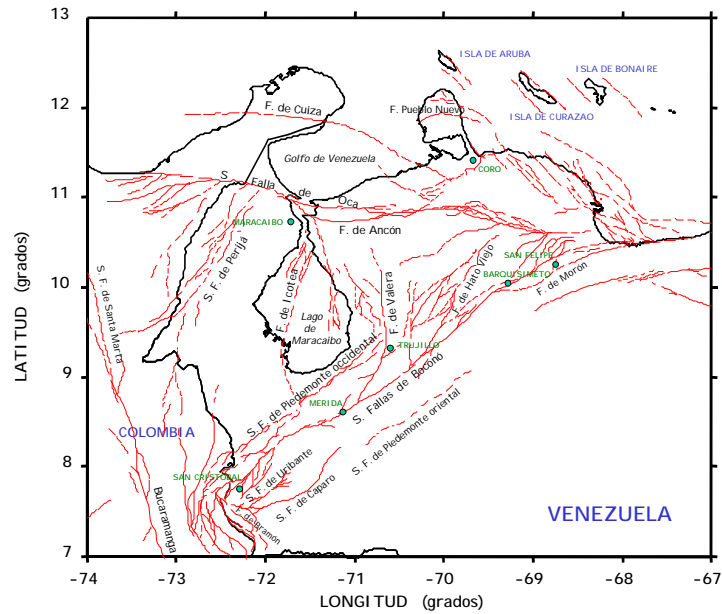 13
12
11
10
9
8
7
LATITUD (grados)
-74
-73
-72
-71
-70
-69
-68
-67
LONGITUD (grados)
ISLA DE ARUBA
ISLA DE BONAIRE
ISLA DE CURAZAO
F. de Cuiza
F. Pueblo Nuevo
Golfo de Venezuela
CORO
S Falla de Oca
MARACAIBO
F. de Ancón
S. F. de Perijá
SAN FELIPE
BARQUISIMETO
F. de Hato Viejo
F. de Morón
S. F. de Santa Marta
F. de Icotea
F. de Valera
Lago
de
Maracaibo
TRUJILLO
S. F. de Piedemonte occidental
MERIDA
S. Fallas de Boconó
COLOMBIA
S. F. de Piedemonte oriental
SAN CRISTOBAL
S. F. de Uribante
S. F. de Caparo
F. de Bramón
Bucaramanga
VENEZUELA